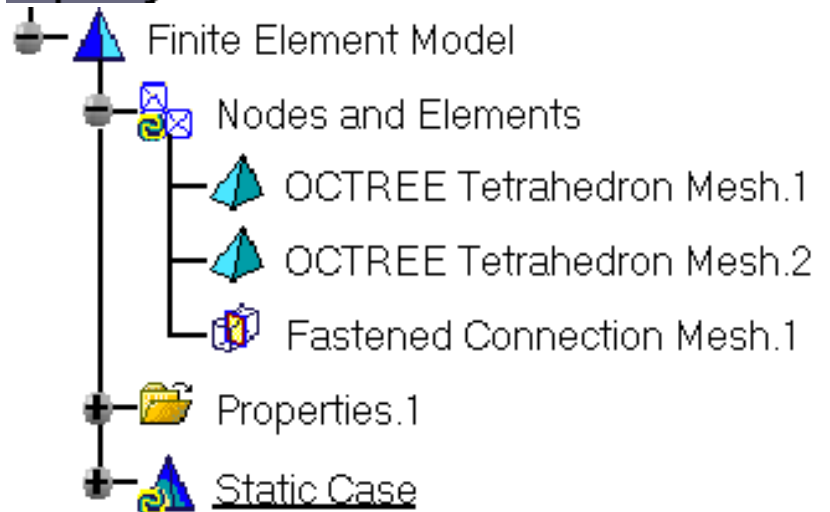 Finite Element Model
Nodes and Elements
OCTREE Tetrahedron Mesh.1
OCTREE Tetrahedron Mesh.2
Fastened Connection Mesh.1
Properties.1
Static Case